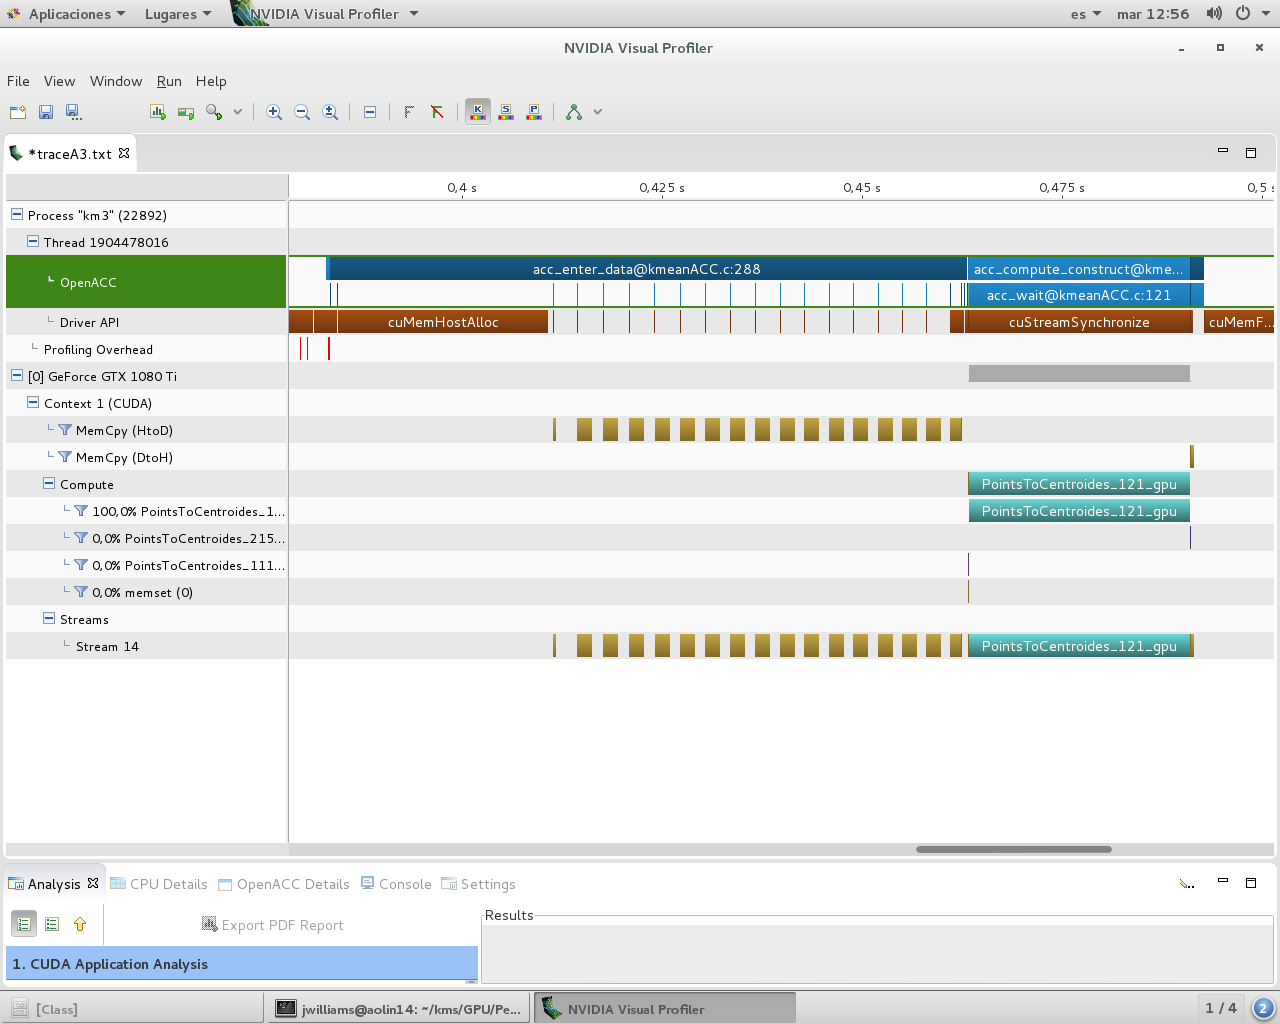 Aplicaciones Lugares NVIDIA Visual Profiler es mar 12:56
NVIDIA Visual Profiler
File View Window Run Help
K S P
*traceA3.txt
0,4 s 0,425 s 0,45 s 0,475 s 0,5 s
Process "km3" (22892)
Thread 1904478016
OpenACC
acc_enter_data@kmeanACC.c:288 acc_compute_construct@kme...
acc_wait@kmeanACC.c:121
Driver API cuMemHostAlloc cuStreamSynchronize cuMemF...
Profiling Overhead
[0] GeForce GTX 1080 Ti
Context 1 (CUDA)
MemCpy (HtoD)
MemCpy (DtoH)
Compute PointsToCentroides_121_gpu
100,0% PointsToCentroides_1... PointsToCentroides_121_gpu
0,0% PointsToCentroides_215...
0,0% PointsToCentroides_111...
0,0% memset (0)
Streams
Stream 14 PointsToCentroides_121_gpu
Analysis CPU Details OpenACC Details Console Settings
Export PDF Report
Results
1. CUDA Application Analysis
[Class] jwilliams@aolin14: ~/kms/GPU/Pe... NVIDIA Visual Profiler 1 / 4 2